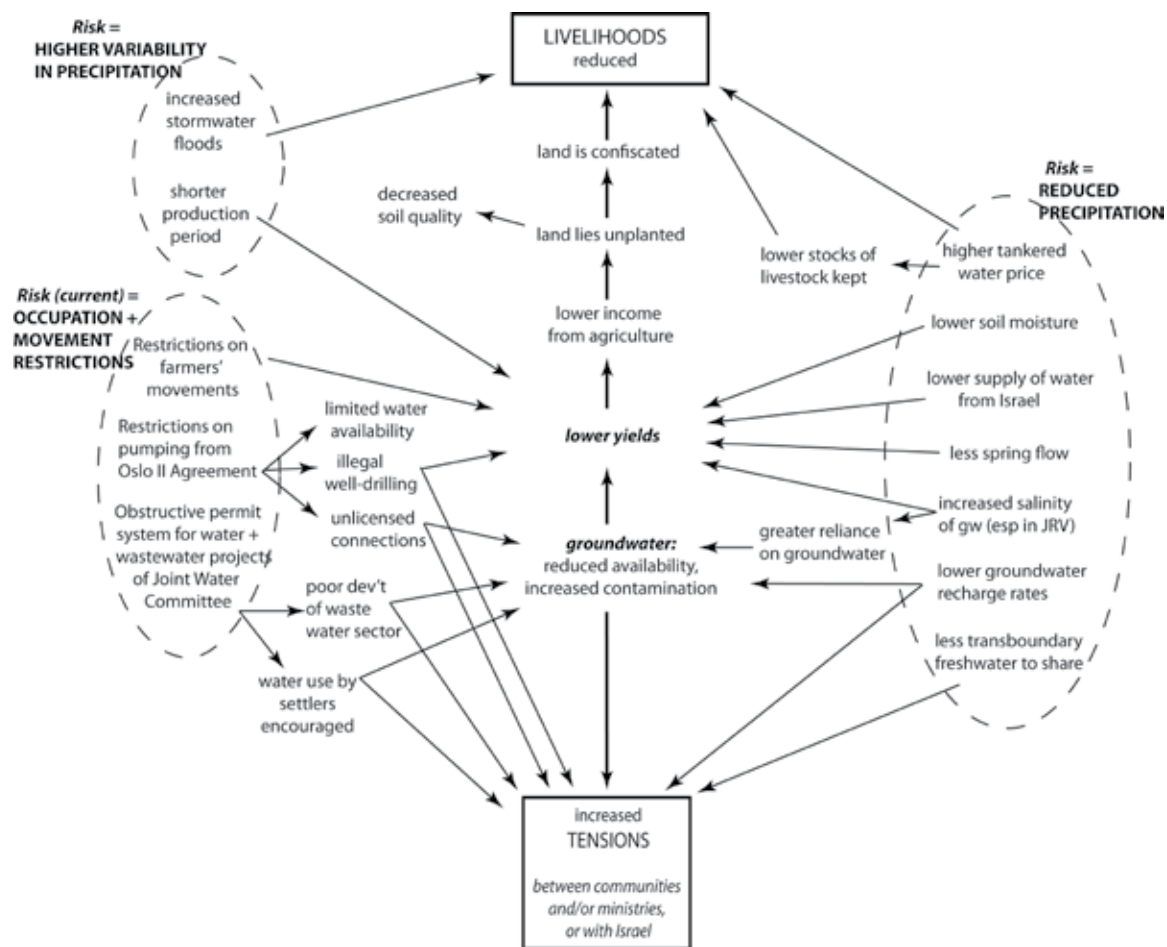 Risk =
HIGHER VARIABILITY
IN PRECIPITATION
increased
stormwater
floods
shorter
production
period
LIVELIHOODS
reduced
land is confiscated
decreased
soil quality
land lies unplanted
lower income
from agriculture
lower yields
groundwater:
reduced availability,
increased contamination
Risk (current) =
OCCUPATION +
MOVEMENT
RESTRICTIONS
Restrictions on
farmers'
movements
Restrictions on
pumping from
Oslo II Agreement
Obstructive permit
system for water +
wastewater projects
of Joint Water
Committee
limited water
availability
illegal
well-drilling
unlicensed
connections
poor dev't
of waste
water sector
water use by
settlers
encouraged
Risk =
REDUCED
PRECIPITATION
higher tankered
water price
lower stocks of
livestock kept
lower soil moisture
lower supply of water
from Israel
less spring flow
increased salinity
of gw (esp in JRV)
greater reliance
on groundwater
lower groundwater
recharge rates
less transboundary
freshwater to share
increased
TENSIONS
between communities
and/or ministries,
or with Israel